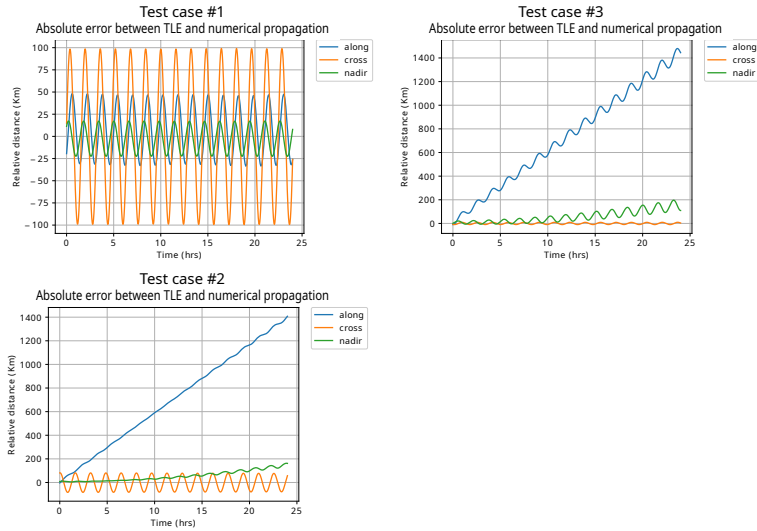 Test case #1
Absolute error between TLE and numerical propagation
along
cross
nadir
Relative distance (Km)
100
75
50
25
0
−25
−50
−75
−100
0
5
10
15
20
25
Time (hrs)
Test case #3
Absolute error between TLE and numerical propagation
along
cross
nadir
Relative distance (Km)
1400
1200
1000
800
600
400
200
0
0
5
10
15
20
25
Time (hrs)
Test case #2
Absolute error between TLE and numerical propagation
along
cross
nadir
Relative distance (Km)
1400
1200
1000
800
600
400
200
0
0
5
10
15
20
25
Time (hrs)